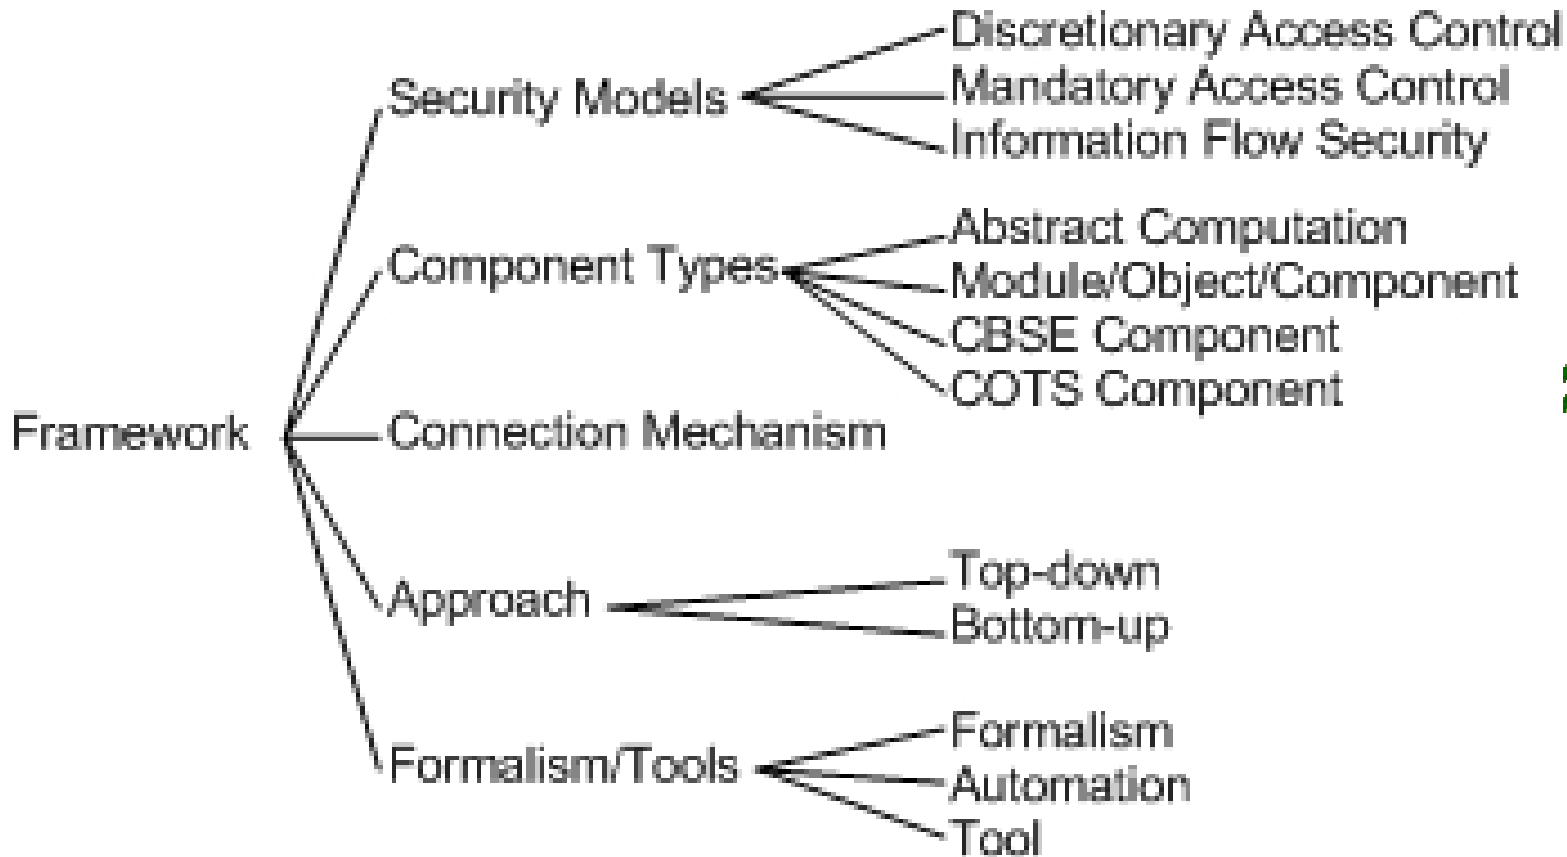 Discretionary Access Control
Security Models
Mandatory Access Control
Information Flow Security
Abstract Computation
Component Types
Module/Object/Component
CBSE Component
COTS Component
Framework
Connection Mechanism
Top-down
Approach
Bottom-up
Formalism
Formalism/Tools
Automation
Tool